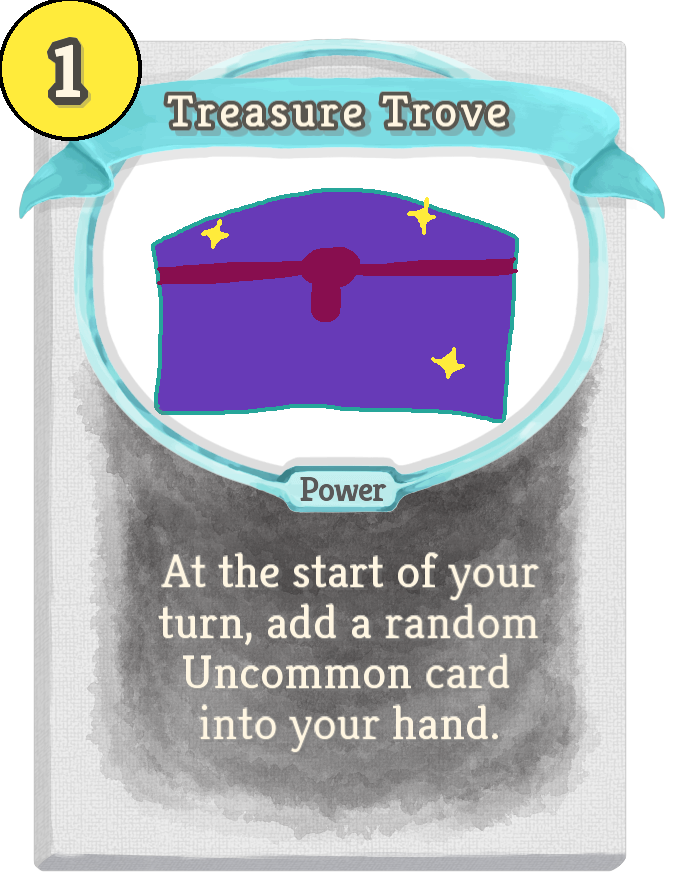 1
Treasure Trove
Power
At the start of your
turn, add a random
Uncommon card
into your hand.